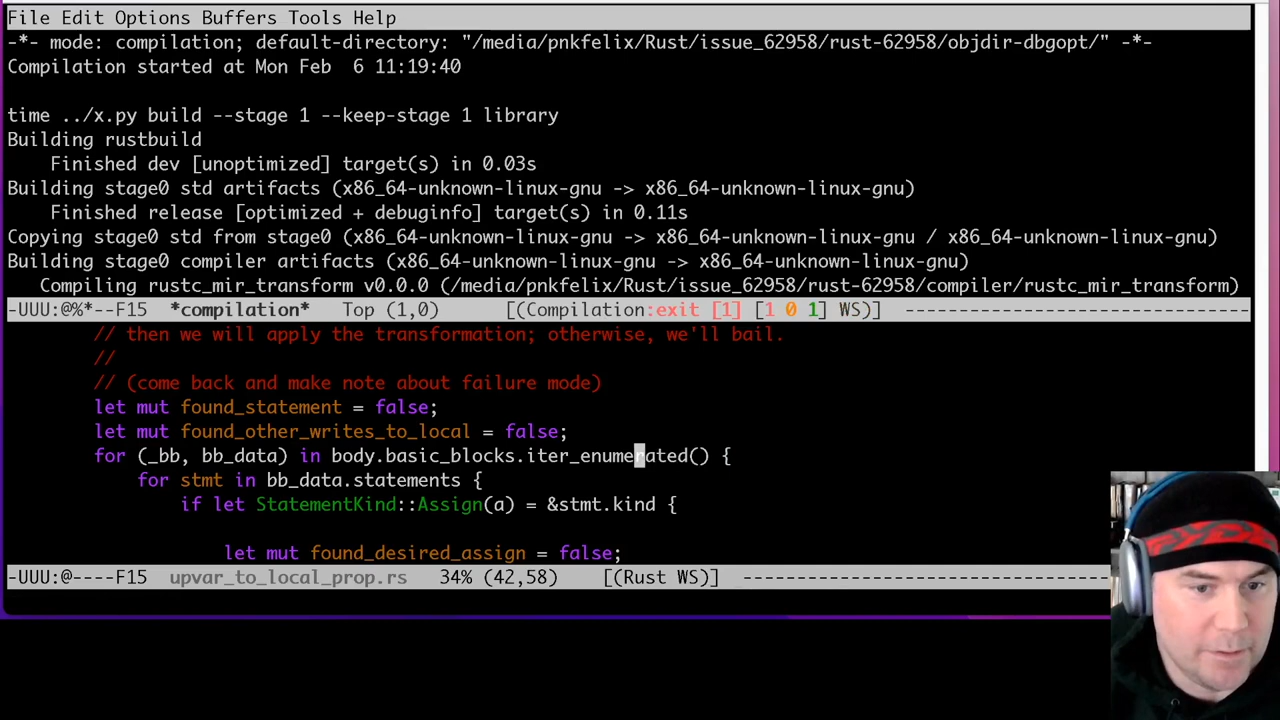 File Edit Options Buffers Tools Help
-*- mode: compilation; default-directory: "/media/pnkfelix/Rust/issue_62958/rust-62958/objdir-dbgopt/" -*-
Compilation started at Mon Feb  6 11:19:40
time ../x.py build --stage 1 --keep-stage 1 library
Building rustbuild
    Finished dev [unoptimized] target(s) in 0.03s
Building stage0 std artifacts (x86_64-unknown-linux-gnu -> x86_64-unknown-linux-gnu)
    Finished release [optimized + debuginfo] target(s) in 0.11s
Copying stage0 std from stage0 (x86_64-unknown-linux-gnu -> x86_64-unknown-linux-gnu / x86_64-unknown-linux-gnu)
Building stage0 compiler artifacts (x86_64-unknown-linux-gnu -> x86_64-unknown-linux-gnu)
   Compiling rustc_mir_transform v0.0.0 (/media/pnkfelix/Rust/issue_62958/rust-62958/compiler/rustc_mir_transform)
-UUU:@%*--F15  *compilation*   Top (1,0)      [(Compilation:exit [1] [1 0 1] WS)] ----------------------------------
        // then we will apply the transformation; otherwise, we'll bail.
        //
        // (come back and make note about failure mode)
        let mut found_statement = false;
        let mut found_other_writes_to_local = false;
        for (_bb, bb_data) in body.basic_blocks.iter_enumerated() {
            for stmt in bb_data.statements {
                if let StatementKind::Assign(a) = &stmt.kind {
                    let mut found_desired_assign = false;
-UUU:@----F15  upvar_to_local_prop.rs   34% (42,58)     [(Rust WS)] ----------------------------------